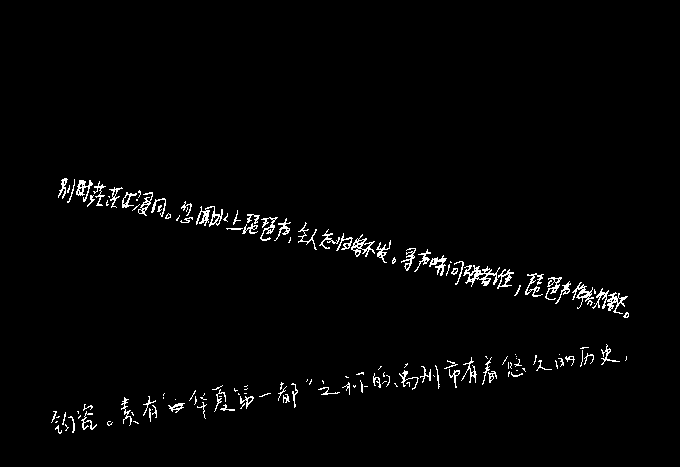 别时茫茫江浸月。忽闻水上琵琶声，主人忘归客不发。寻声暗问弹者谁，琵琶声停欲语迟。
钧瓷。素有“华夏第一都”之称的禹州市有着悠久的历史，